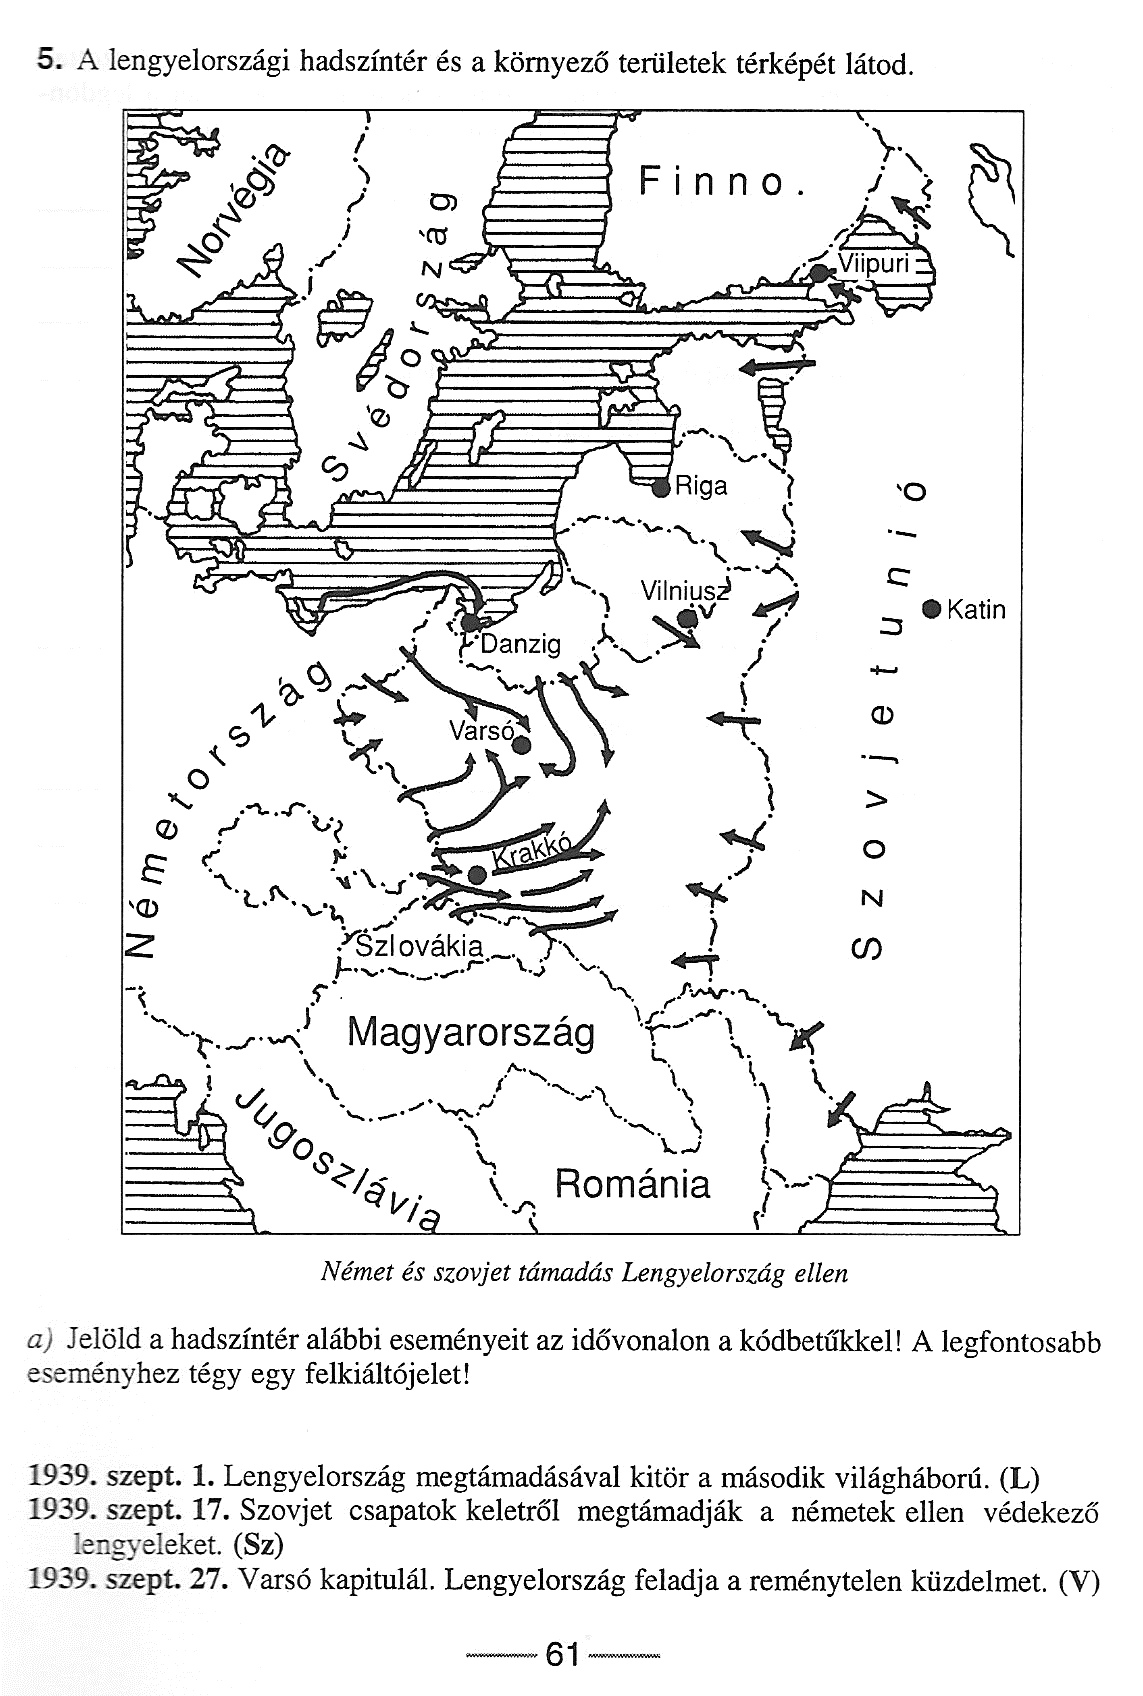 5. A lengyelországi hadszíntér és a környező területek térképét látod.
Norvégia
Svédország
Finno.
Viipuri
Riga
Vilniusz
Katin
Szovjetunió
Danzig
Németország
Varsó
Krakkó
Szlovákia
Magyarország
Jugoszlávia
Románia
Német és szovjet támadás Lengyelország ellen
a) Jelöld a hadszíntér alábbi eseményeit az idővonalon a kódbetűkkel! A legfontosabb
eseményhez tégy egy felkiáltójelet!
1939. szept. 1. Lengyelország megtámadásával kitör a második világháború. (L)
1939. szept. 17. Szovjet csapatok keletről megtámadják a németek ellen védekező
lengyeleket. (Sz)
1939. szept. 27. Varsó kapitulál. Lengyelország feladja a reménytelen küzdelmet. (V)
61